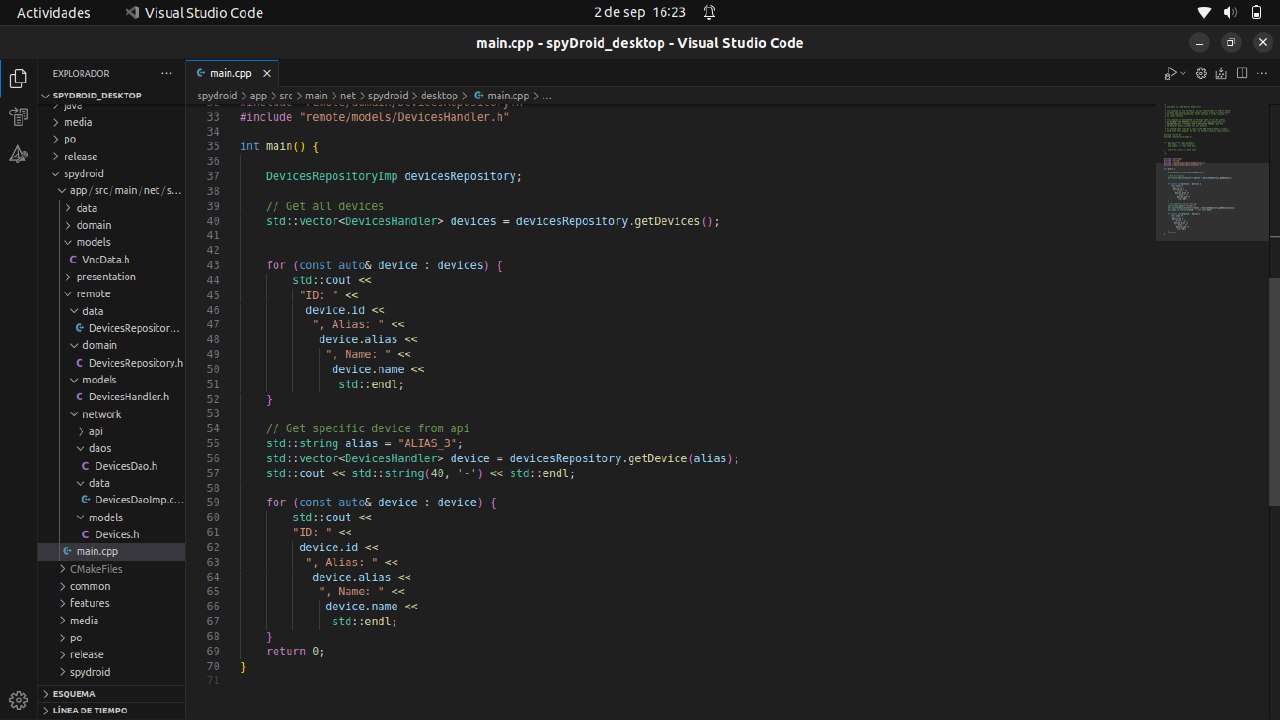 Actividades
Visual Studio Code
2 de sep 16:23
main.cpp - spyDroid_desktop - Visual Studio Code
EXPLORADOR
SPYDROID_DESKTOP
java
media
po
release
spydroid
app/src/main/net/s...
data
domain
models
C VncData.h
presentation
remote
data
DevicesRepositor...
domain
C DevicesRepository.h
models
C DevicesHandler.h
network
api
daos
C DevicesDao.h
data
DevicesDaoImp.c...
models
C Devices.h
main.cpp
CMakeFiles
common
features
media
po
release
spydroid
ESQUEMA
LÍNEA DE TIEMPO
main.cpp
spydroid > app > src > main > net > spydroid > desktop > main.cpp > ...
32 #include "remote/domain/DevicesRepository.h"
33 #include "remote/models/DevicesHandler.h"
34
35 int main() {
36
37 DevicesRepositoryImp devicesRepository;
38
39 // Get all devices
40 std::vector<DevicesHandler> devices = devicesRepository.getDevices();
41
42
43 for (const auto& device : devices) {
44 std::cout <<
45 "ID: " <<
46 device.id <<
47 ", Alias: " <<
48 device.alias <<
49 ", Name: " <<
50 device.name <<
51 std::endl;
52 }
53
54 // Get specific device from api
55 std::string alias = "ALIAS_3";
56 std::vector<DevicesHandler> device = devicesRepository.getDevice(alias);
57 std::cout << std::string(40, '-') << std::endl;
58
59 for (const auto& device : device) {
60 std::cout <<
61 "ID: " <<
62 device.id <<
63 ", Alias: " <<
64 device.alias <<
65 ", Name: " <<
66 device.name <<
67 std::endl;
68 }
69 return 0;
70 }
71